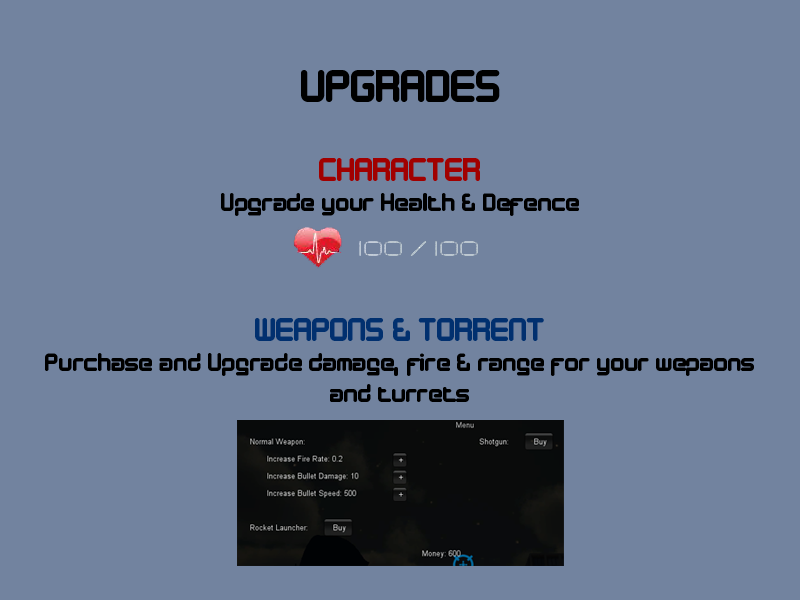 UPGRADES
CHARACTER
Upgrade your Health & Defence
100 / 100
WEAPONS & TORRENT
Purchase and Upgrade damage, fire & range for your wepaons
and turrets
Menu
Normal Weapon:
Shotgun:
Buy
Increase Fire Rate: 0.2
+
Increase Bullet Damage: 10
+
Increase Bullet Speed: 500
+
Rocket Launcher:
Buy
Money: 600